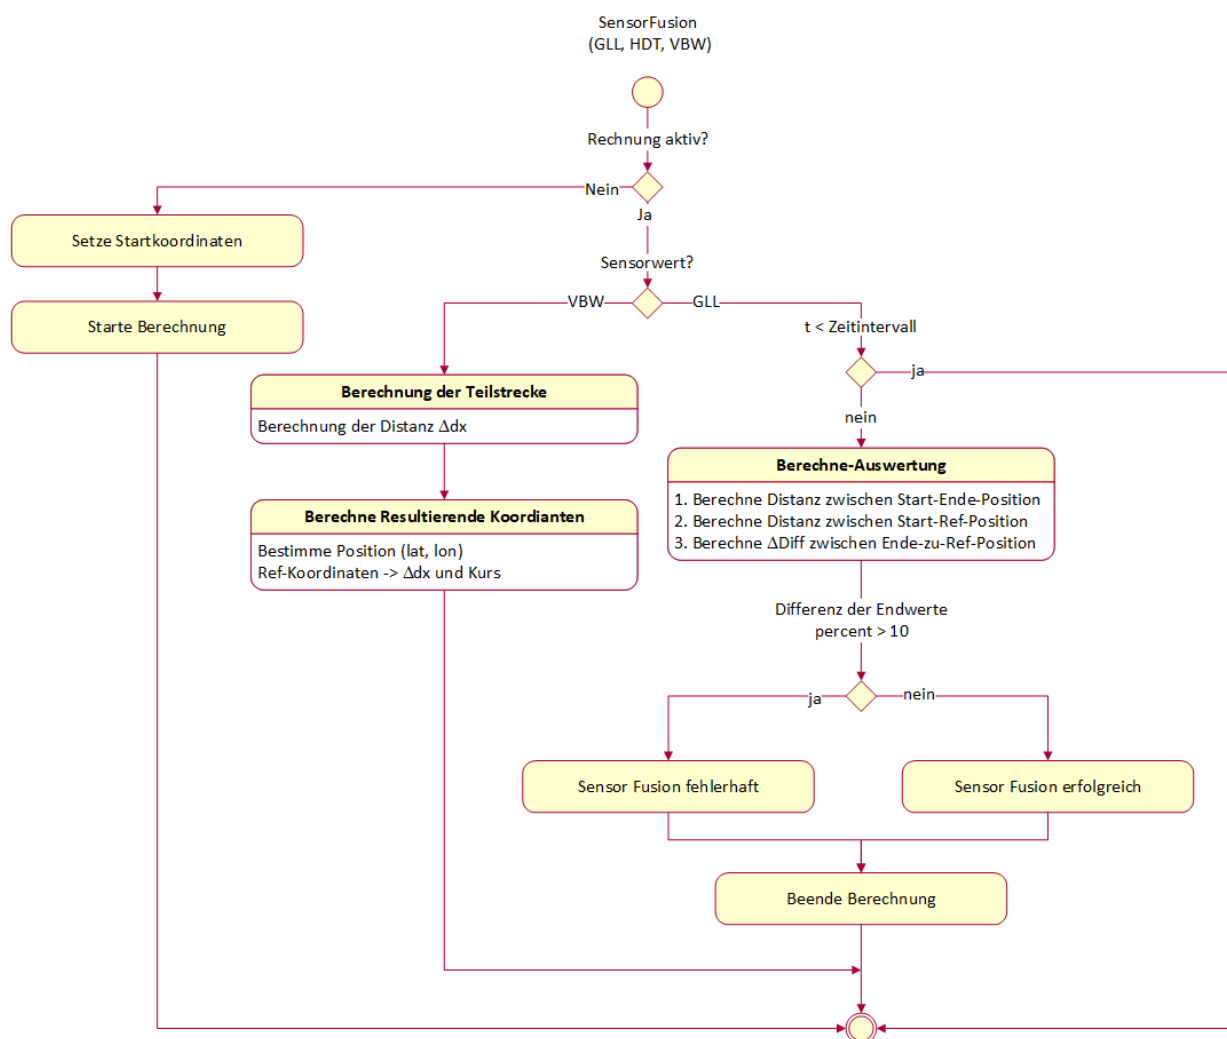 SensorFusion
(GLL, HDT, VBW)
Rechnung aktiv?
Nein
Ja
Setze Startkoordinaten
Sensorwert?
VBW
GLL
Starte Berechnung
t < Zeitintervall
ja
Berechnung der Teilstrecke
Berechnung der Distanz Δdx
nein
Berechne-Auswertung
1. Berechne Distanz zwischen Start-Ende-Position
2. Berechne Distanz zwischen Start-Ref-Position
3. Berechne ΔDiff zwischen Ende-zu-Ref-Position
Berechne Resultierende Koordianten
Bestimme Position (lat, lon)
Ref-Koordinaten -> Δdx und Kurs
Differenz der Endwerte
percent > 10
ja
nein
Sensor Fusion fehlerhaft
Sensor Fusion erfolgreich
Beende Berechnung